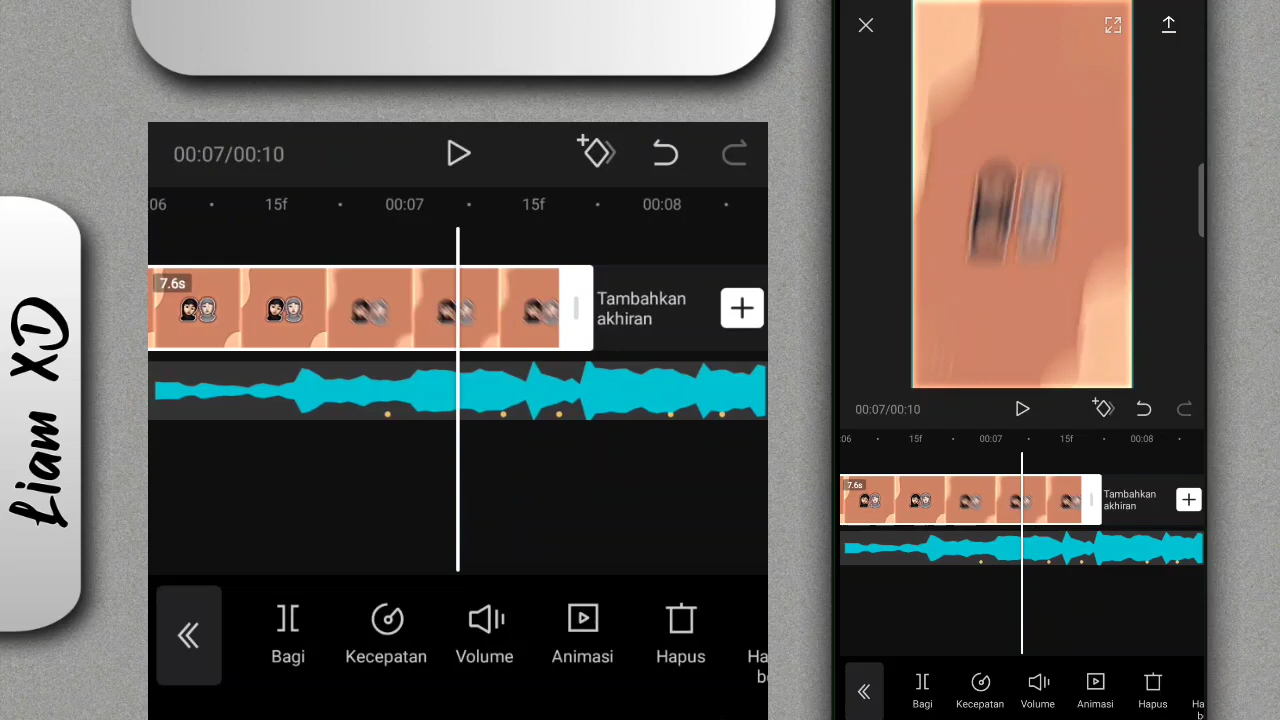 Liam XD
00:07/00:10
:06 15f 00:07 15f 00:08
7.6s
Tambahkan
akhiran
Bagi Kecepatan Volume Animasi Hapus Ha
b
00:07/00:10
:06 15f 00:07 15f 00:08
7.6s
Tambahkan
akhiran
Bagi Kecepatan Volume Animasi Hapus Ha
b